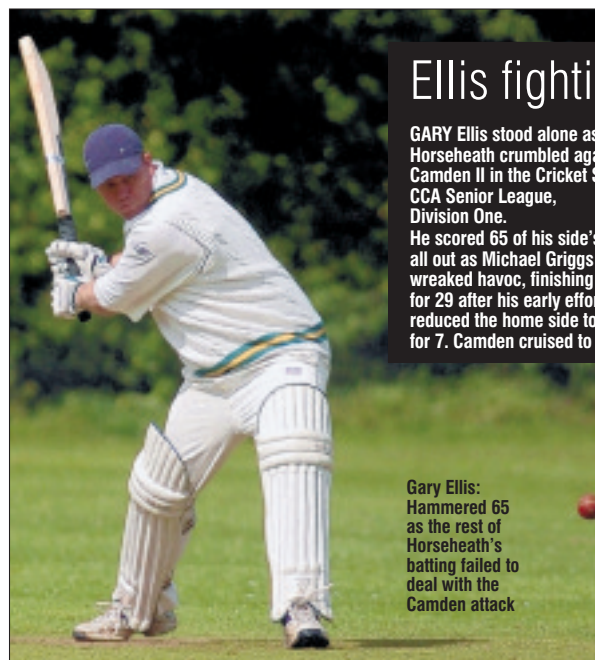 Ellis fighti
GARY Ellis stood alone as
Horseheath crumbled aga
Camden II in the Cricket S
CCA Senior League,
Division One.
He scored 65 of his side's
all out as Michael Griggs
wreaked havoc, finishing
for 29 after his early effor
reduced the home side to
for 7. Camden cruised to
Gary Ellis:
Hammered 65
as the rest of
Horseheath's
batting failed to
deal with the
Camden attack